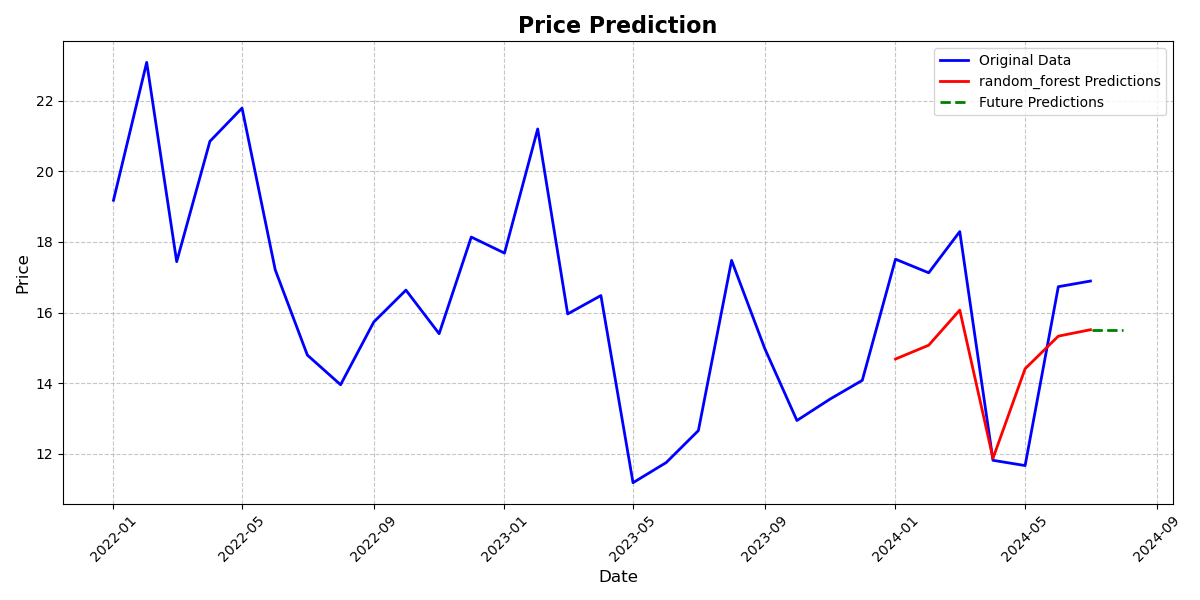 Price Prediction
Original Data
random_forest Predictions
Future Predictions
Price
22
20
18
16
14
12
2022-01
2022-05
2022-09
2023-01
2023-05
2023-09
2024-01
2024-05
2024-09
Date